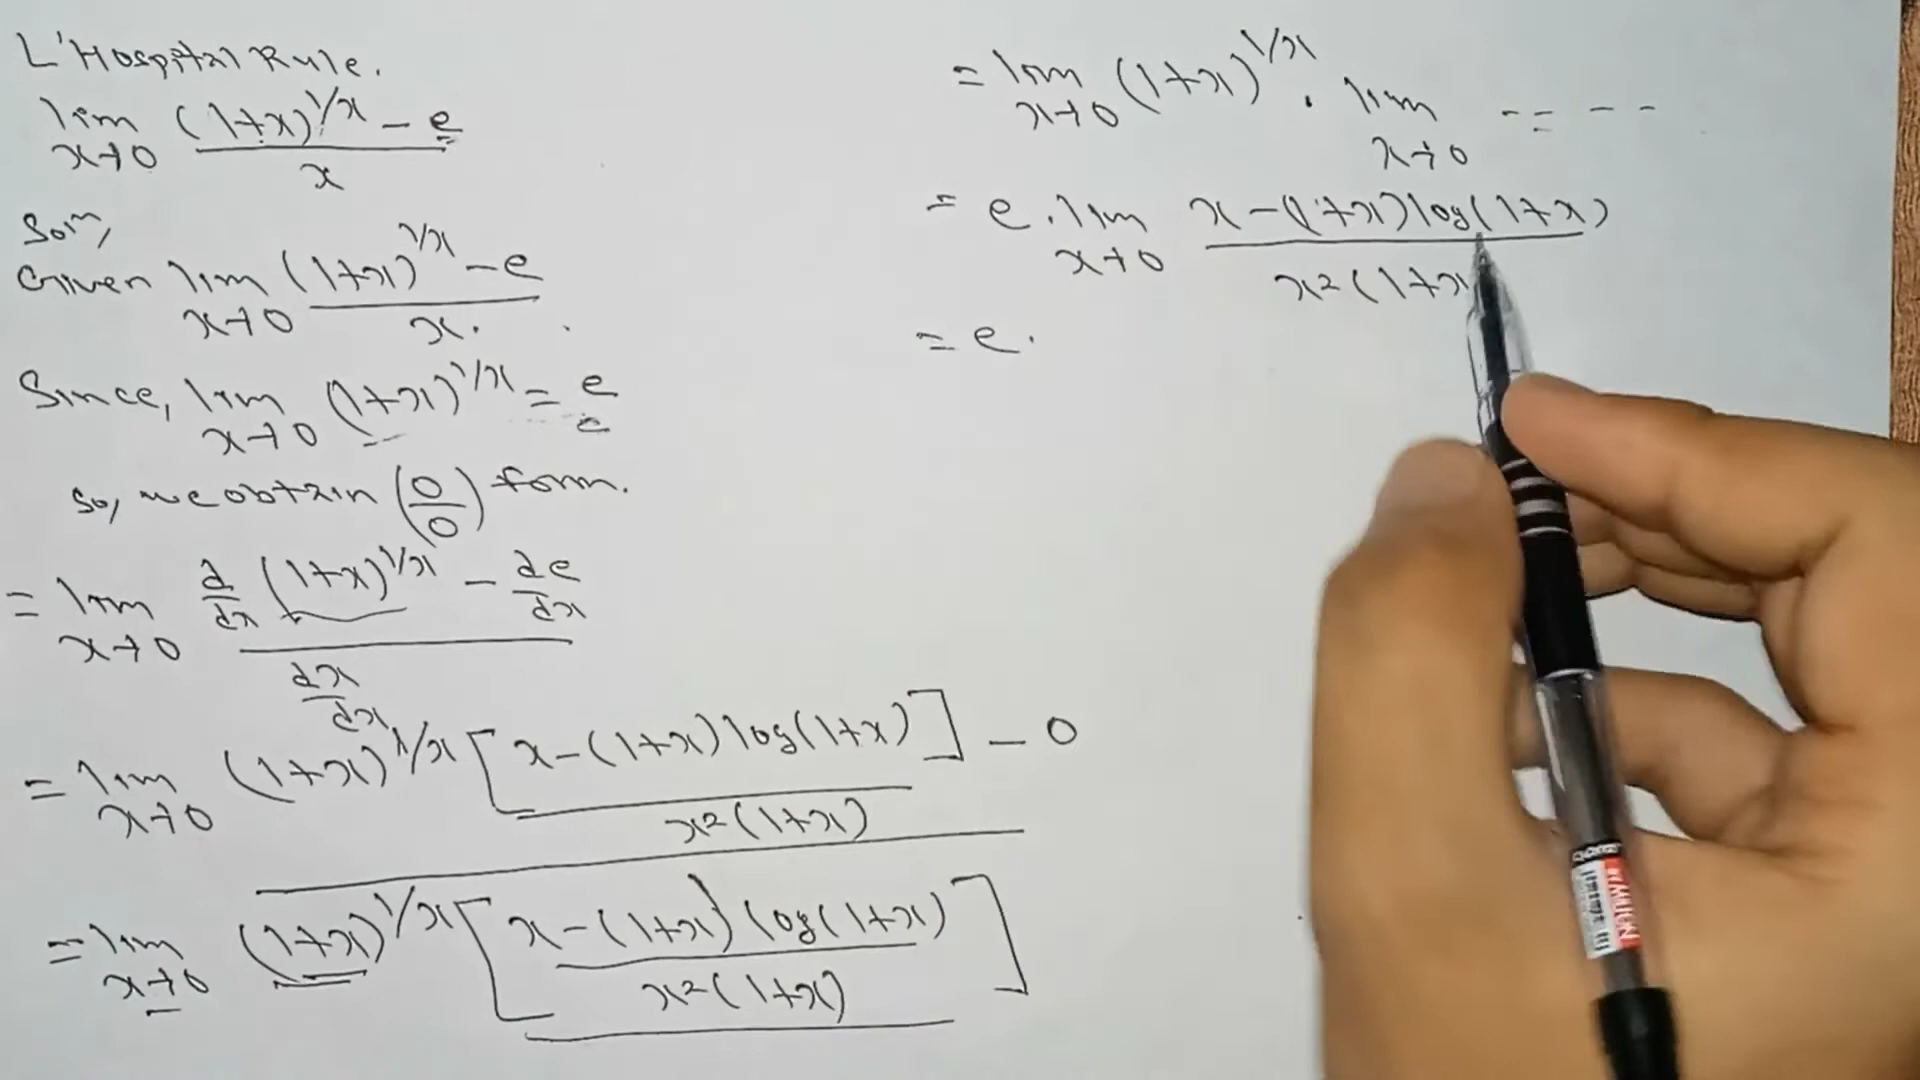 L'Hospital Rule.
lim x→0 ((1+x)^1/x - e) / x
Soln,
Given lim x→0 ((1+x)^1/x - e) / x.
Since, lim x→0 (1+x)^1/x = e
So, we obtain (0/0) form.
= lim x→0 (d/dx (1+x)^1/x - de/dx) / (dx/dx)
= lim x→0 (1+x)^1/x [x-(1+x)log(1+x) / x²(1+x)] - 0
= lim x→0 (1+x)^1/x [x-(1+x)log(1+x) / x²(1+x)]
= lim x→0 (1+x)^1/x . lim x→0 -----
= e. lim x→0 x-(1+x)log(1+x) / x²(1+x
= e.